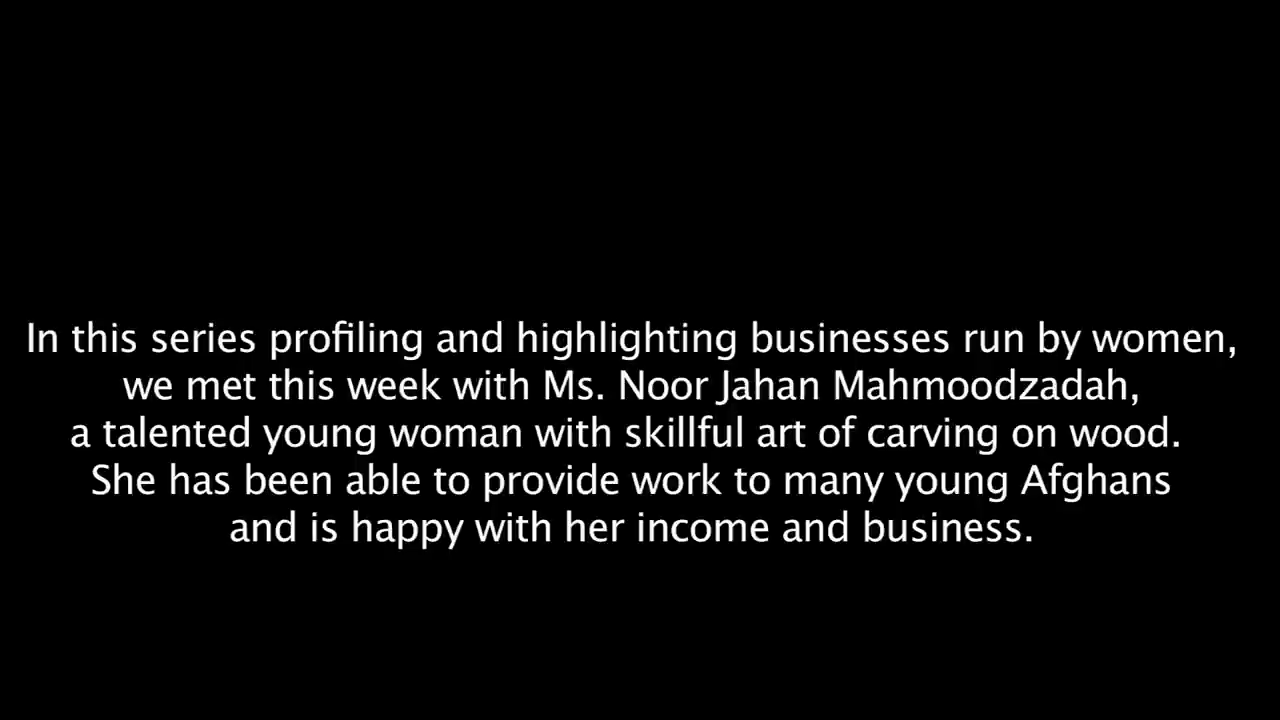 In this series profiling and highlighting businesses run by women,
we met this week with Ms. Noor Jahan Mahmoodzadah,
a talented young woman with skillful art of carving on wood.
She has been able to provide work to many young Afghans
and is happy with her income and business.